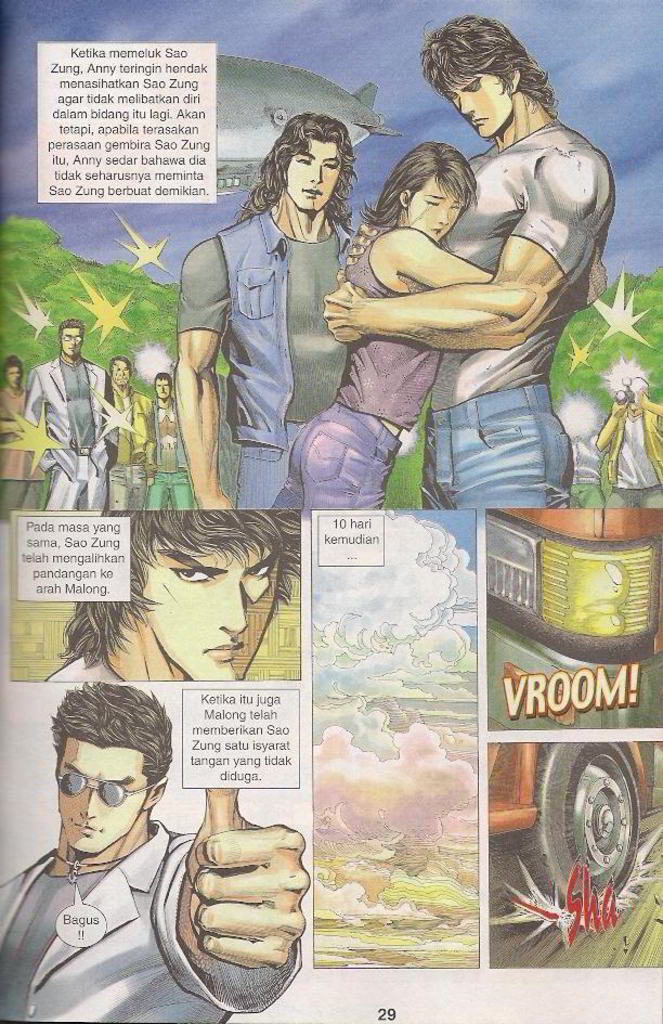 Ketika memeluk Sao
Zung, Anny teringin hendak
menasihatkan Sao Zung
agar tidak melibatkan diri
dalam bidang itu lagi. Akan
tetapi, apabila terasakan
perasaan gembira Sao Zung
itu, Anny sedar bahawa dia
tidak seharusnya meminta
Sao Zung berbuat demikian.
Pada masa yang
sama, Sao Zung
telah mengalihkan
pandangan ke
arah Malong.
Ketika itu juga
Malong telah
memberikan Sao
Zung satu isyarat
tangan yang tidak
diduga.
Bagus
!!
10 hari
kemudian
...
VROOM!
Sha
!
29